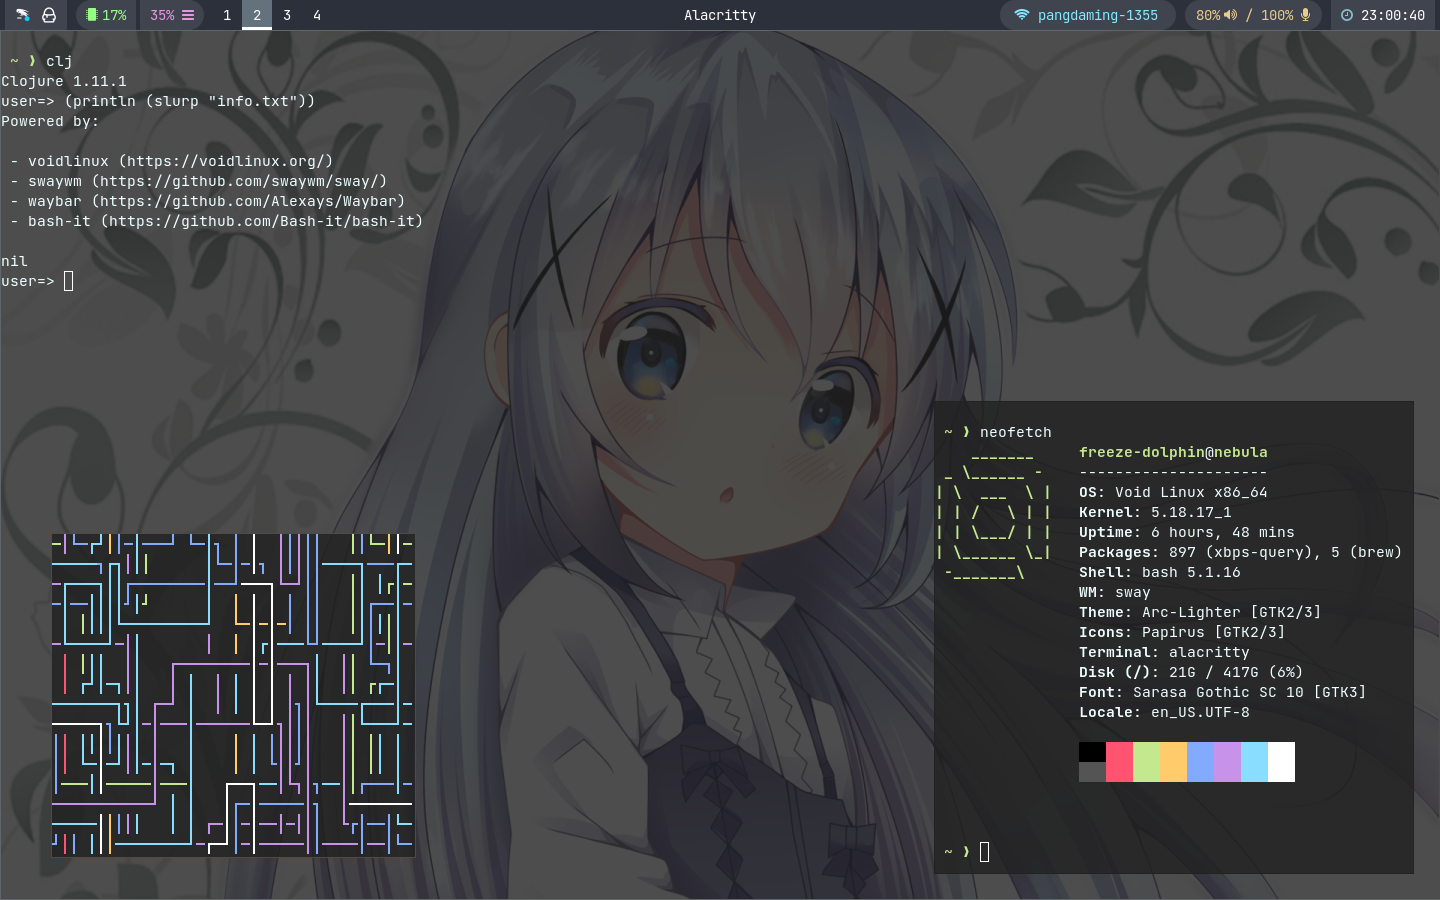 17% 35% 1 2 3 4 Alacritty pangdaming-1355 80% / 100% 23:00:40
~ ❯ clj
Clojure 1.11.1
user=> (println (slurp "info.txt"))
Powered by:
- voidlinux (https://voidlinux.org/)
- swaywm (https://github.com/swaywm/sway/)
- waybar (https://github.com/Alexays/Waybar)
- bash-it (https://github.com/Bash-it/bash-it)
nil
user=>
~ ❯ neofetch
freeze-dolphin@nebula
---------------------
OS: Void Linux x86_64
Kernel: 5.18.17_1
Uptime: 6 hours, 48 mins
Packages: 897 (xbps-query), 5 (brew)
Shell: bash 5.1.16
WM: sway
Theme: Arc-Lighter [GTK2/3]
Icons: Papirus [GTK2/3]
Terminal: alacritty
Disk (/): 21G / 417G (6%)
Font: Sarasa Gothic SC 10 [GTK3]
Locale: en_US.UTF-8
~ ❯